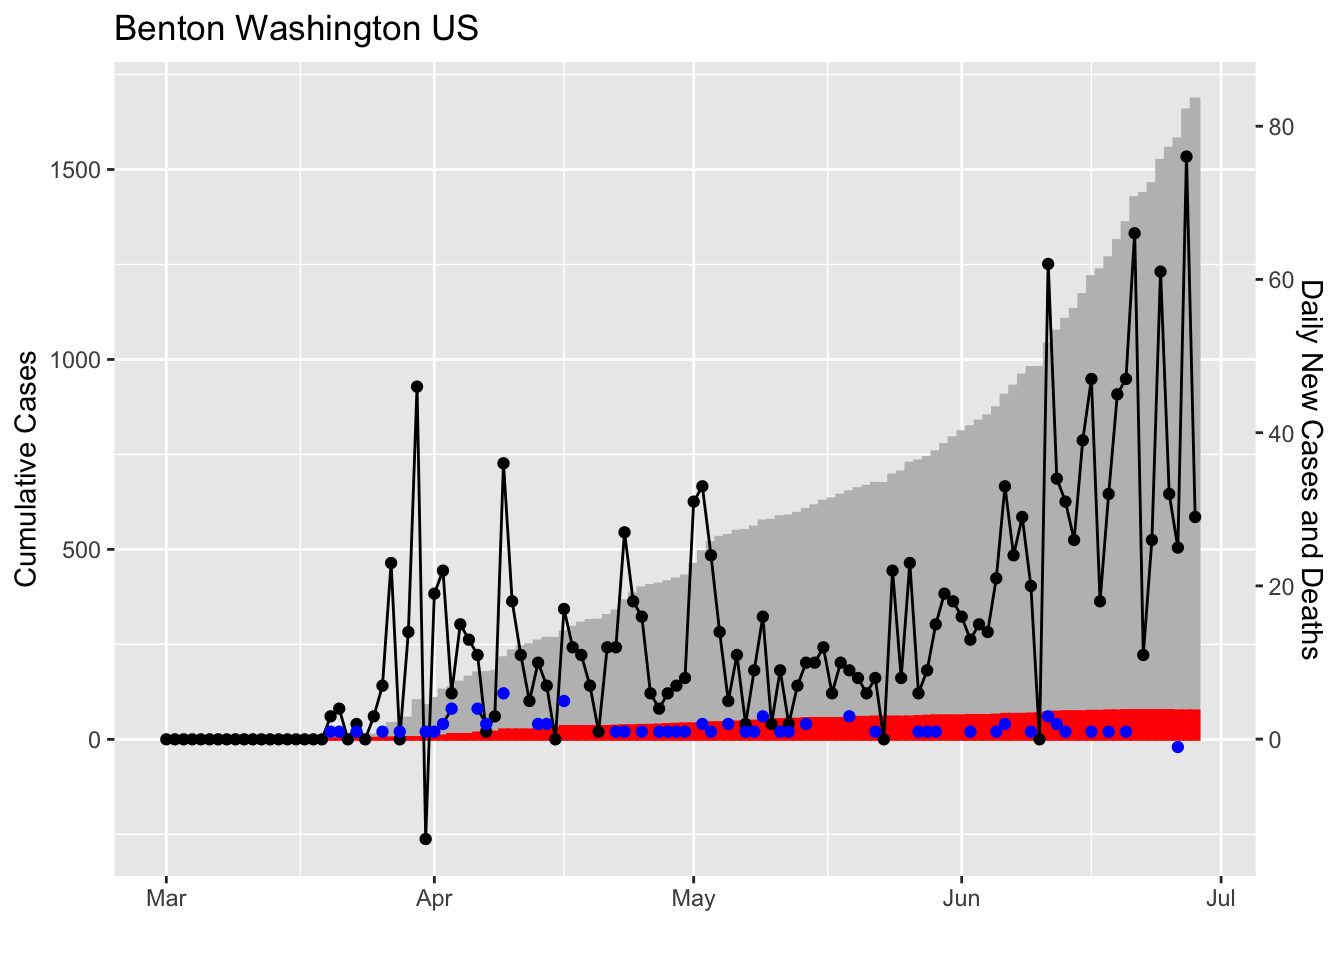 Benton Washington US
Cumulative Cases
1500
1000
500
0
80
60
40
20
0
Daily New Cases and Deaths
Mar
Apr
May
Jun
Jul